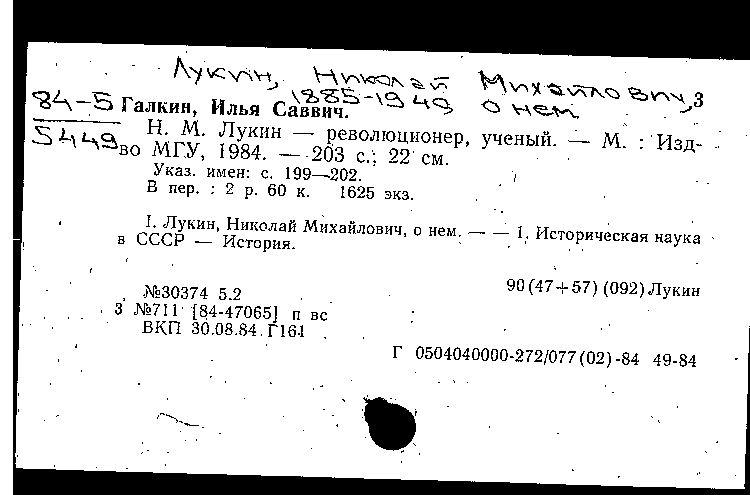 Лукин, Николай Михайлович, 3
84-5 1885-1949 о нем
5449
Галкин, Илья Саввич.
Н. М. Лукин — революционер, ученый. — М. : Изд-
во МГУ, 1984. — 203 с.; 22 см.
Указ. имен: с. 199—202.
В пер. : 2 р. 60 к. 1625 экз.
I. Лукин, Николай Михайлович, о нем. — — 1. Историческая наука
в СССР — История.
90(47+57)(092)Лукин
№30374 5.2
3 №711 [84-47065] п вс
ВКП 30.08.84 Г161
Г 0504040000-272/077(02)-84 49-84